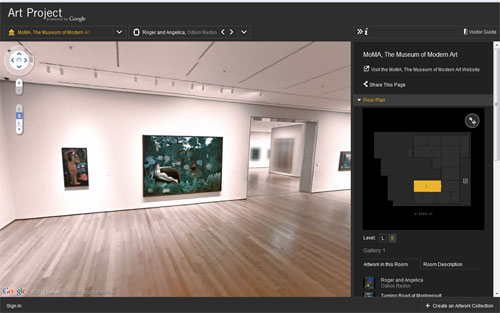 Art Project
powered by Google
MoMA, The Museum of Modern Art
Roger and Angelica, Odilon Redon
i
Visitor Guide
MoMA, The Museum of Modern Art
Visit the MoMA, The Museum of Modern Art Website
Share This Page
Floor Plan
Level: L 5
Gallery 1
Artwork in this Room Room Description
Roger and Angelica
Odilon Redon
Turning Road at Montgeroult
Google
Sign In
Create an Artwork Collection